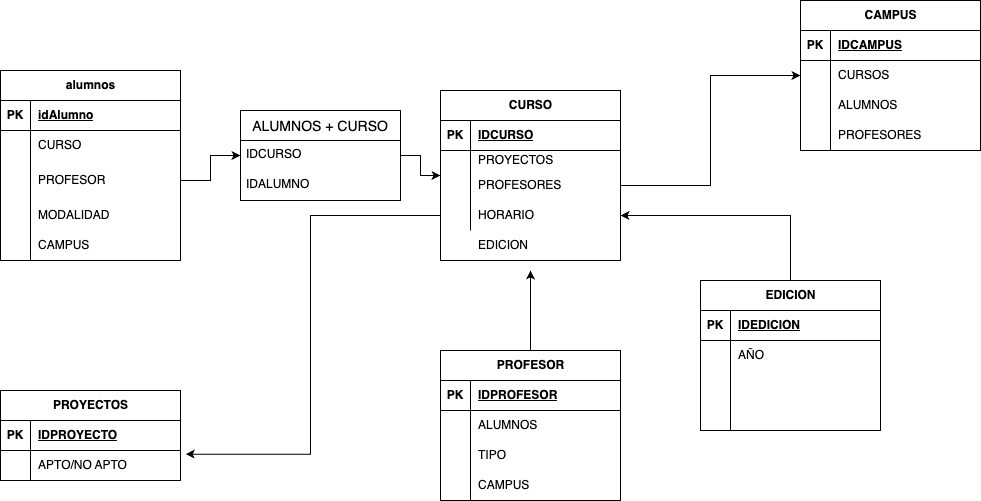 CAMPUS
PK IDCAMPUS
CURSOS
ALUMNOS
PROFESORES
alumnos
PK idAlumno
CURSO
PROFESOR
MODALIDAD
CAMPUS
ALUMNOS + CURSO
IDCURSO
IDALUMNO
CURSO
PK IDCURSO
PROYECTOS
PROFESORES
HORARIO
EDICION
EDICION
PK IDEDICION
AÑO
PROFESOR
PK IDPROFESOR
ALUMNOS
TIPO
CAMPUS
PROYECTOS
PK IDPROYECTO
APTO/NO APTO